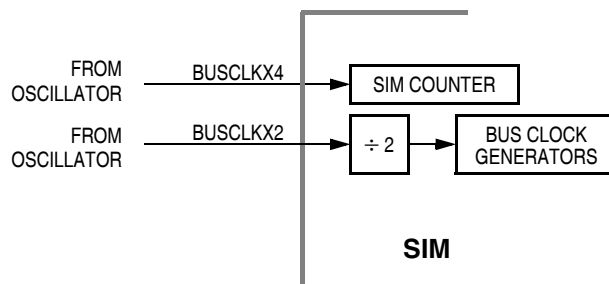 FROM
OSCILLATOR
BUSCLKX4
SIM COUNTER
FROM
OSCILLATOR
BUSCLKX2
÷ 2
BUS CLOCK
GENERATORS
SIM